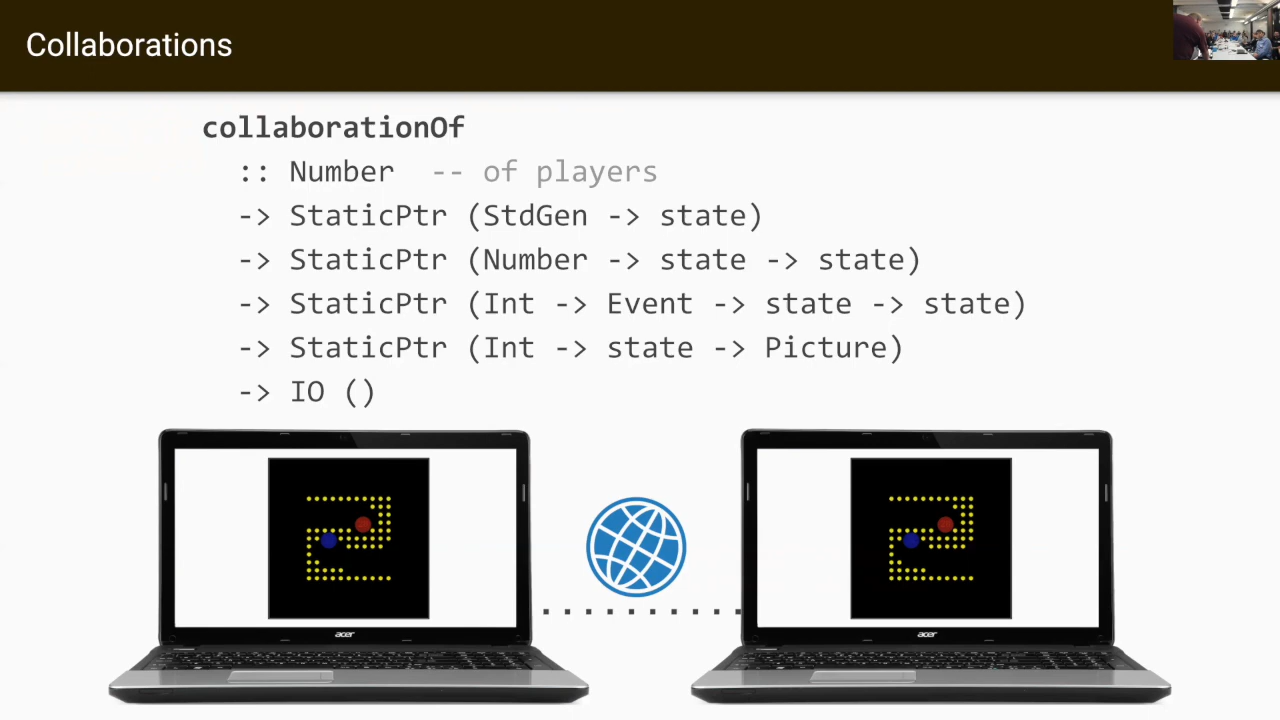 Collaborations
collaborationOf
:: Number -- of players
-> StaticPtr (StdGen -> state)
-> StaticPtr (Number -> state -> state)
-> StaticPtr (Int -> Event -> state -> state)
-> StaticPtr (Int -> state -> Picture)
-> IO ()
acer
acer